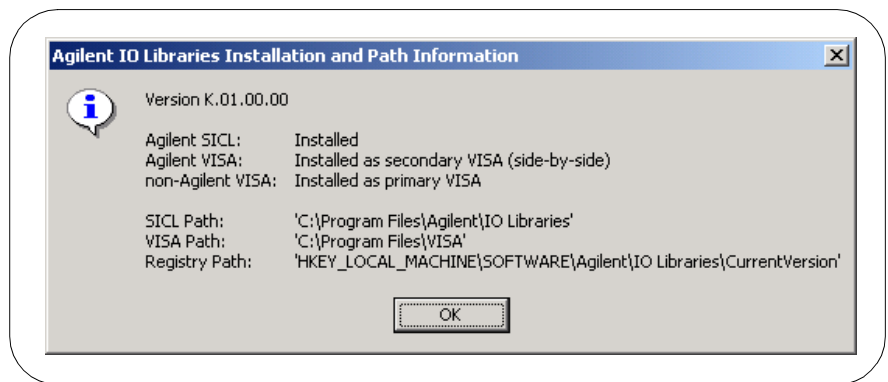 Agilent IO Libraries Installation and Path Information
Version K.01.00.00
Agilent SICL: Installed
Agilent VISA: Installed as secondary VISA (side-by-side)
non-Agilent VISA: Installed as primary VISA
SICL Path: 'C:\Program Files\Agilent\IO Libraries'
VISA Path: 'C:\Program Files\VISA'
Registry Path: 'HKEY_LOCAL_MACHINE\SOFTWARE\Agilent\IO Libraries\CurrentVersion'
OK